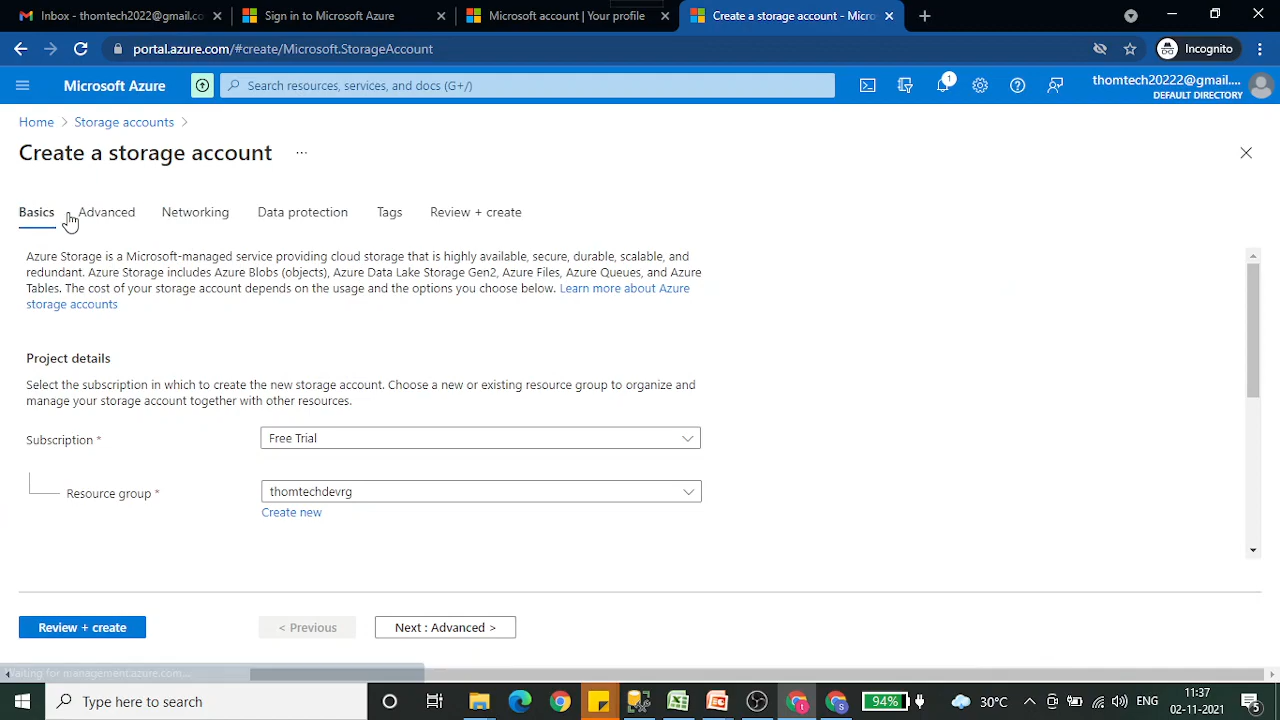 Inbox - thomtech2022@gmail.co
Sign in to Microsoft Azure
Microsoft account | Your profile
Create a storage account - Micro
portal.azure.com/#create/Microsoft.StorageAccount
Incognito
Microsoft Azure
Search resources, services, and docs (G+/)
1
thomtech20222@gmail....
DEFAULT DIRECTORY
Home > Storage accounts >
Create a storage account ...
Basics Advanced Networking Data protection Tags Review + create
Azure Storage is a Microsoft-managed service providing cloud storage that is highly available, secure, durable, scalable, and
redundant. Azure Storage includes Azure Blobs (objects), Azure Data Lake Storage Gen2, Azure Files, Azure Queues, and Azure
Tables. The cost of your storage account depends on the usage and the options you choose below. Learn more about Azure
storage accounts
Project details
Select the subscription in which to create the new storage account. Choose a new or existing resource group to organize and
manage your storage account together with other resources.
Subscription * Free Trial
Resource group * thomtechdevrg
Create new
Review + create < Previous Next : Advanced >
Waiting for management.azure.com...
Type here to search
94%
30°C
ENG
11:37
02-11-2021
5